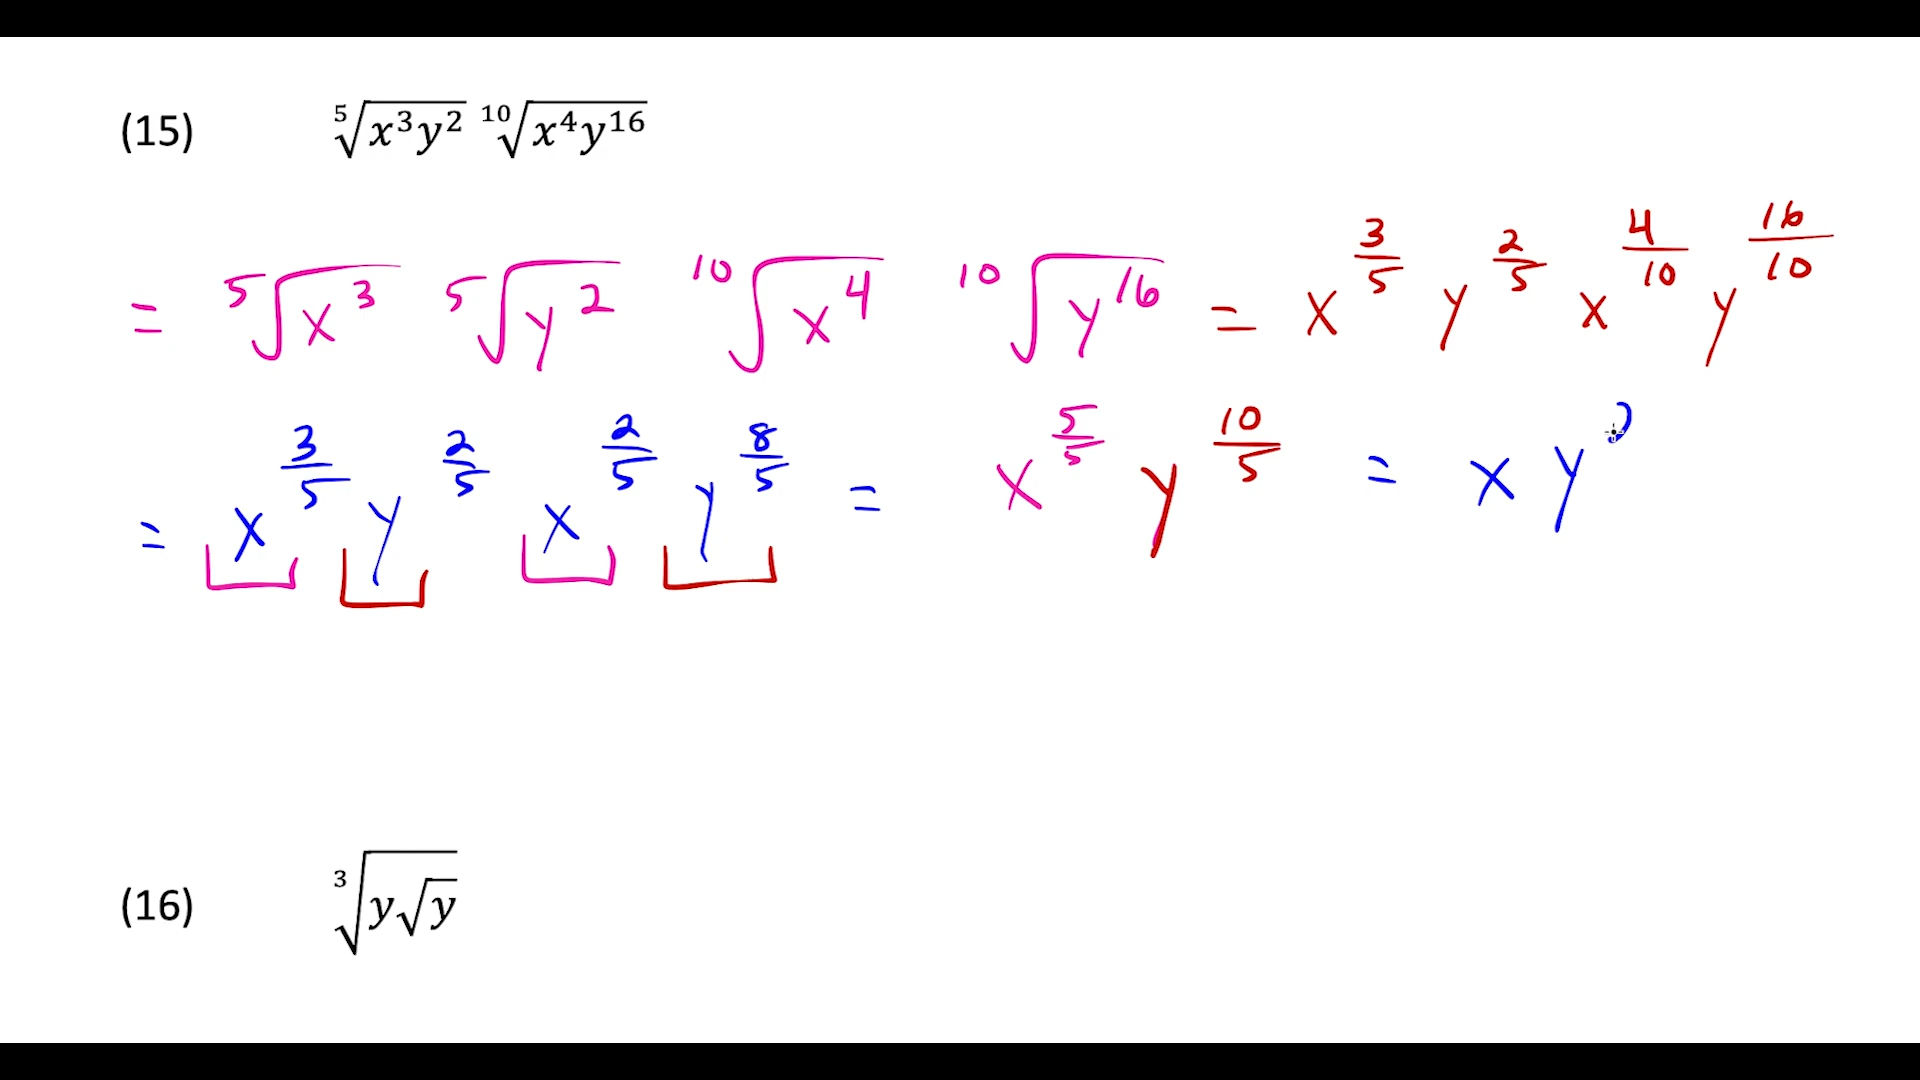 (15) ⁵√(x³y²) ¹⁰√(x⁴y¹⁶)
= ⁵√(x³) ⁵√(y²) ¹⁰√(x⁴) ¹⁰√(y¹⁶) = x^(3/5) y^(2/5) x^(4/10) y^(16/10)
= x^(3/5) y^(2/5) x^(2/5) y^(8/5) = x^(5/5) y^(10/5) = x y²
(16) ³√(y√y)